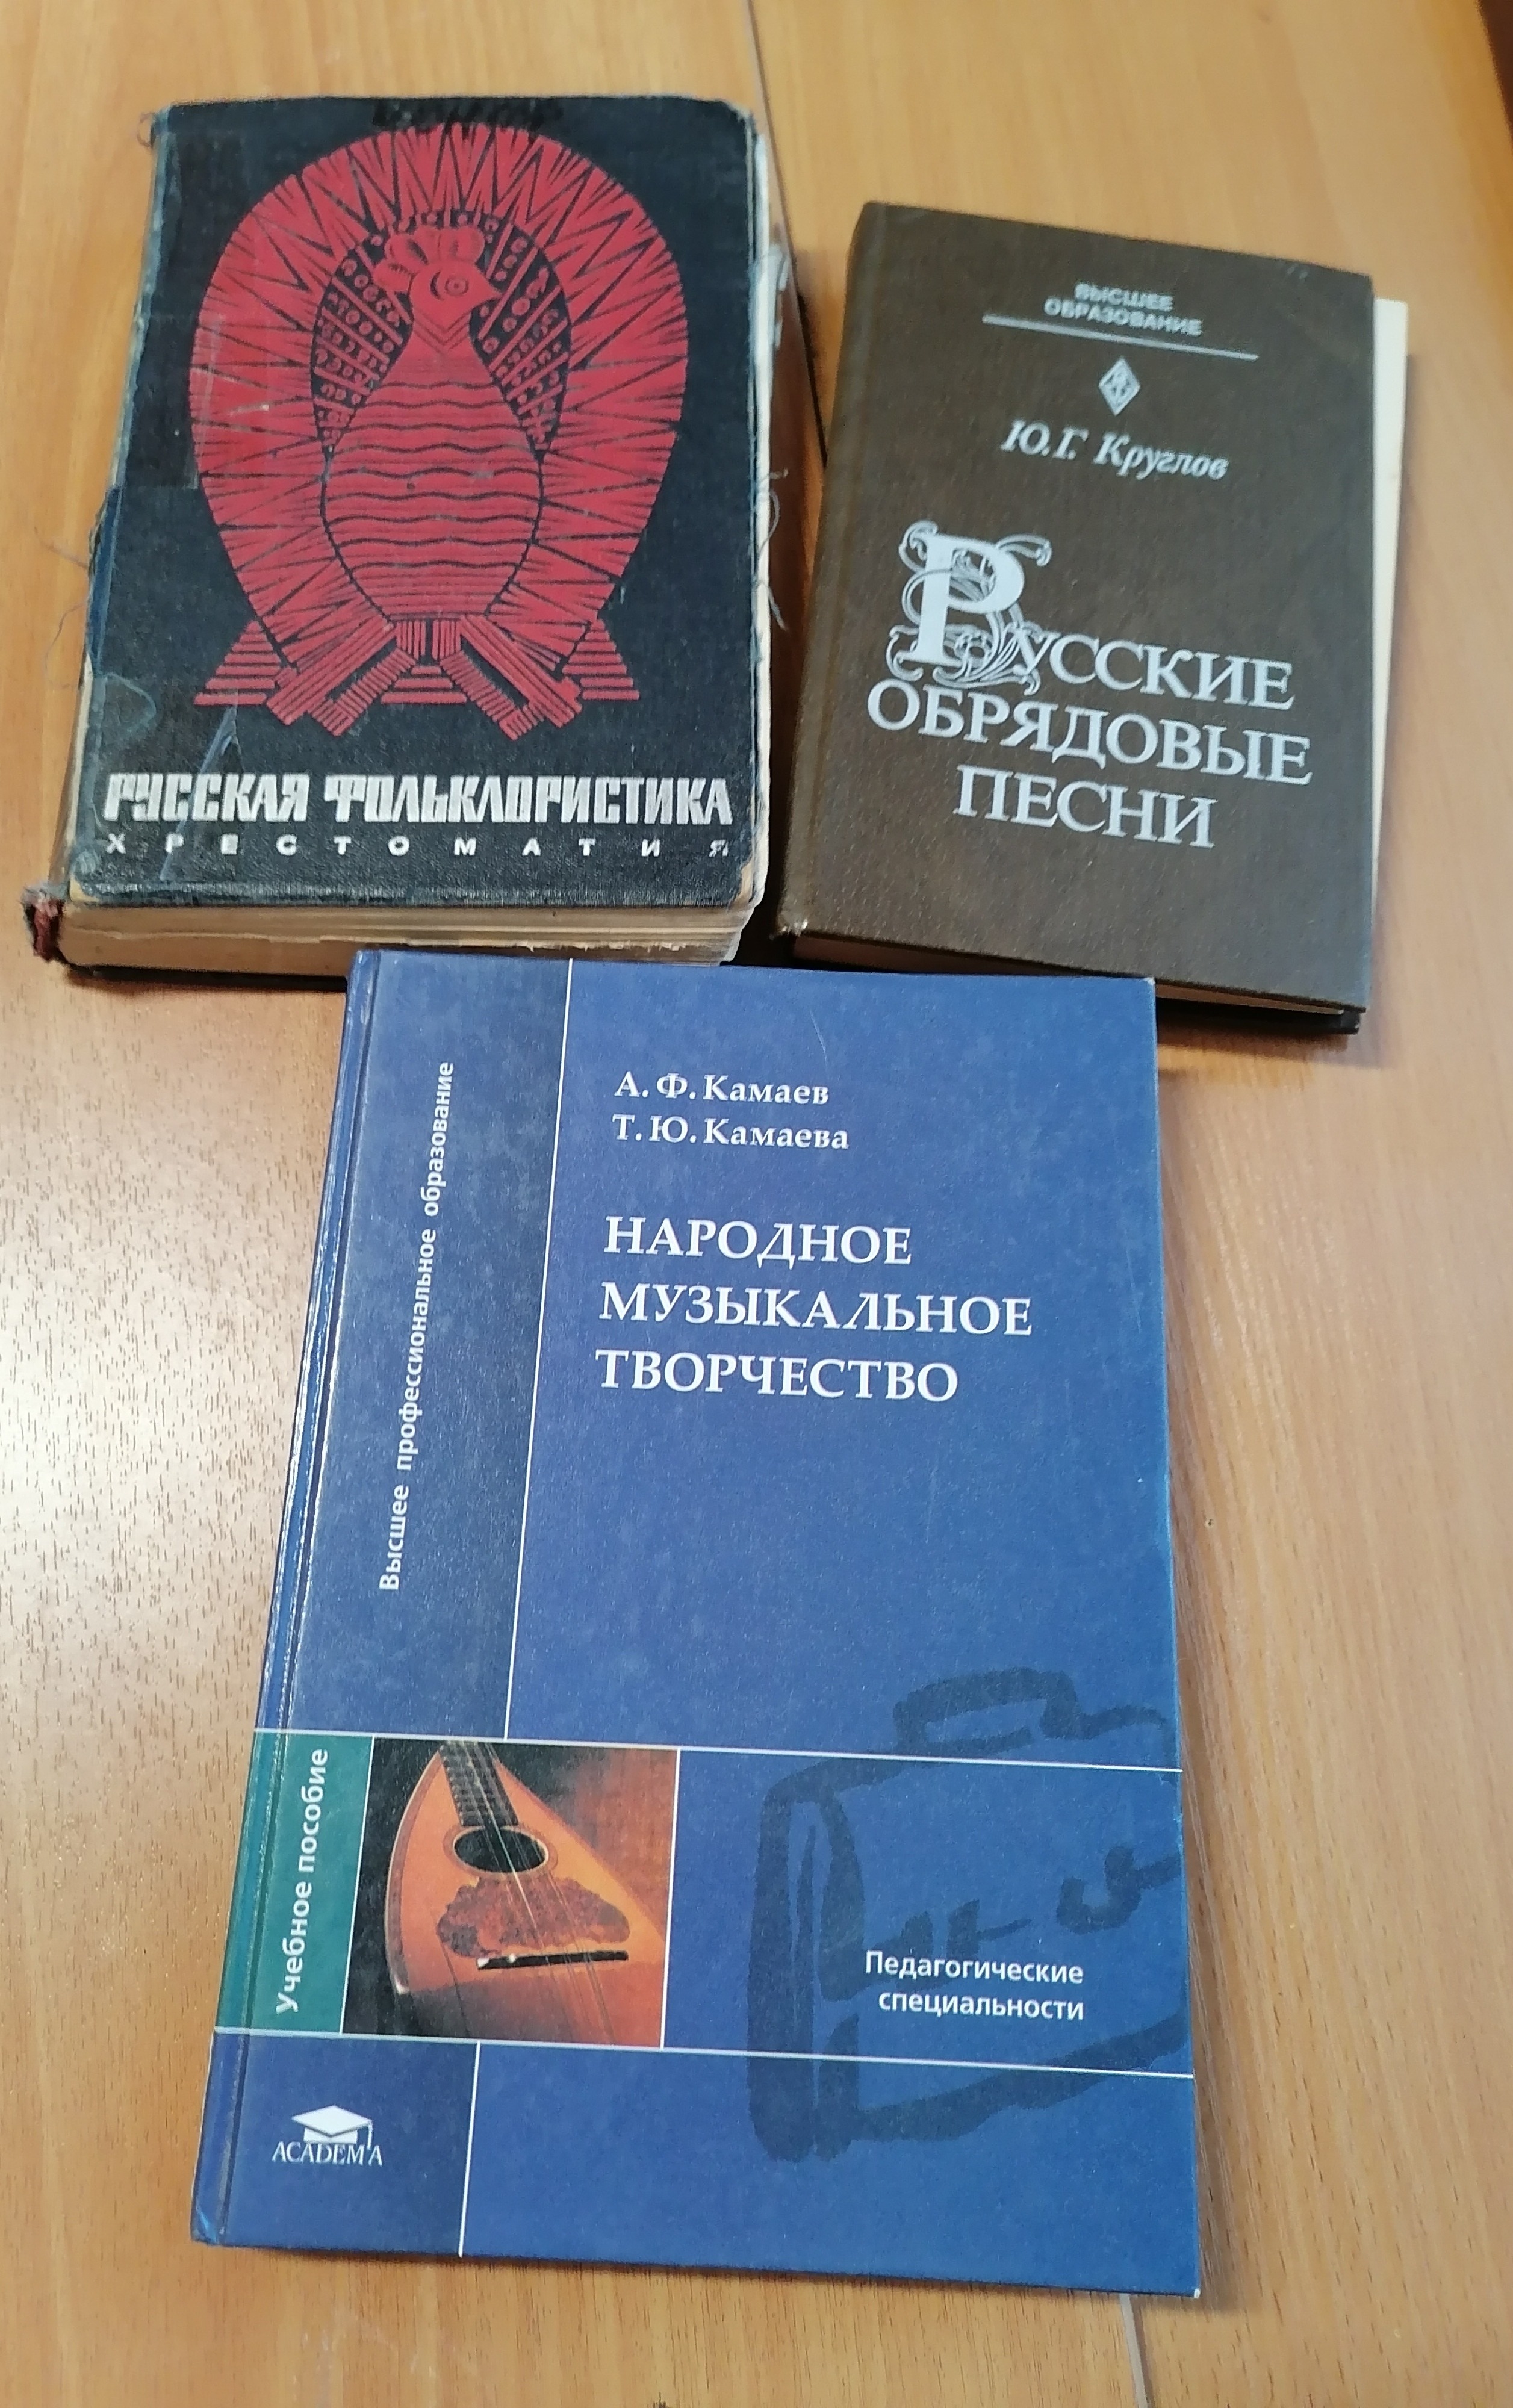 РУССКАЯ ФОЛЬКЛОРИСТИКА
ХРЕСТОМАТИЯ
ВЫСШЕЕ
ОБРАЗОВАНИЕ
Ю.Г. Круглов
РУССКИЕ
ОБРЯДОВЫЕ
ПЕСНИ
А. Ф. Камаев
Т. Ю. Камаева
НАРОДНОЕ
МУЗЫКАЛЬНОЕ
ТВОРЧЕСТВО
Высшее профессиональное образование
Учебное пособие
Педагогические
специальности
ACADEMA